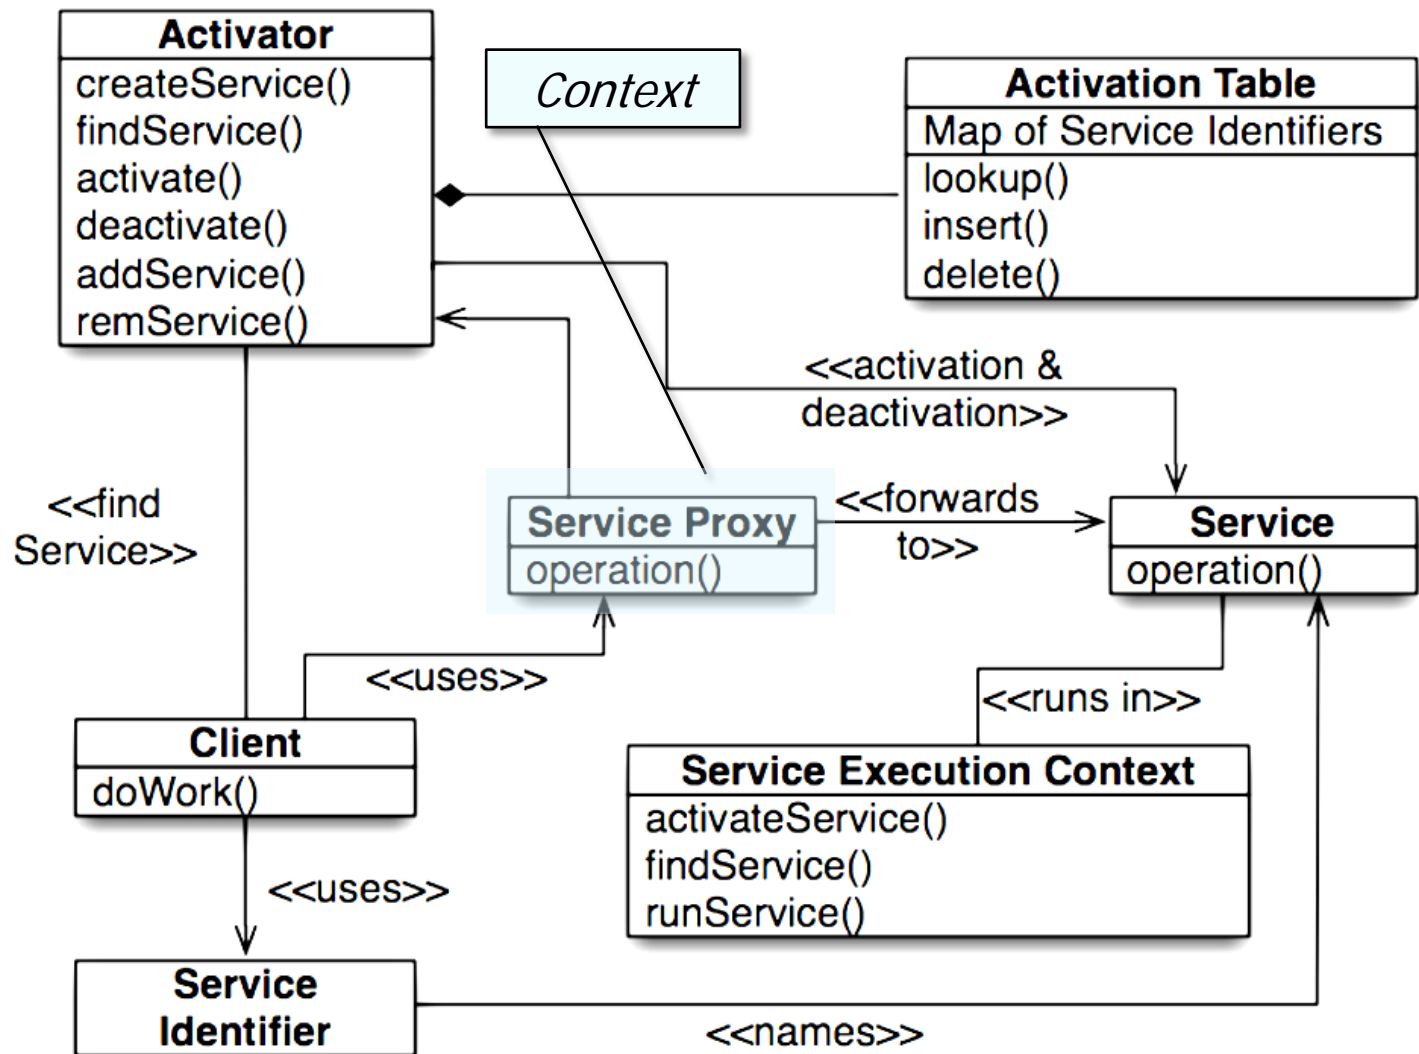 Activator
createService()
findService()
activate()
deactivate()
addService()
remService()
Context
Activation Table
Map of Service Identifiers
lookup()
insert()
delete()
<<activation &
deactivation>>
<<find
Service>>
Service Proxy
operation()
<<forwards
to>>
Service
operation()
<<uses>>
<<runs in>>
Client
doWork()
Service Execution Context
activateService()
findService()
runService()
<<uses>>
Service
Identifier
<<names>>